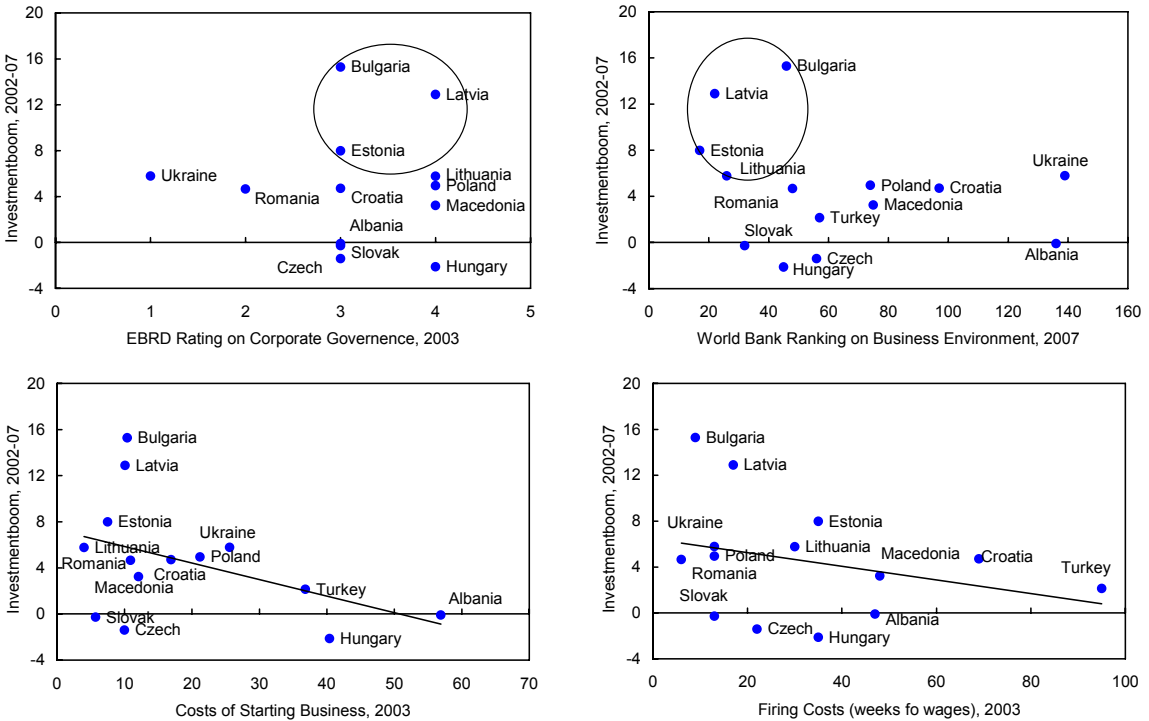 20
16
12
8
4
0
-4
Investmentboom, 2002-07
Bulgaria
Latvia
Estonia
Ukraine
Lithuania
Poland
Romania
Croatia
Macedonia
Albania
Slovak
Czech
Hungary
0 1 2 3 4 5
EBRD Rating on Corporate Governence, 2003
20
16
12
8
4
0
-4
Investmentboom, 2002-07
Bulgaria
Latvia
Estonia
Lithuania
Ukraine
Romania
Poland
Croatia
Macedonia
Turkey
Slovak
Albania
Czech
Hungary
0 20 40 60 80 100 120 140 160
World Bank Ranking on Business Environment, 2007
20
16
12
8
4
0
-4
Investmentboom, 2002-07
Bulgaria
Latvia
Estonia
Ukraine
Lithuania
Poland
Romania
Croatia
Macedonia
Turkey
Albania
Slovak
Czech
Hungary
0 10 20 30 40 50 60 70
Costs of Starting Business, 2003
20
16
12
8
4
0
-4
Investmentboom, 2002-07
Bulgaria
Latvia
Estonia
Ukraine
Lithuania
Poland
Macedonia
Croatia
Romania
Turkey
Slovak
Albania
Czech
Hungary
0 20 40 60 80 100
Firing Costs (weeks fo wages), 2003